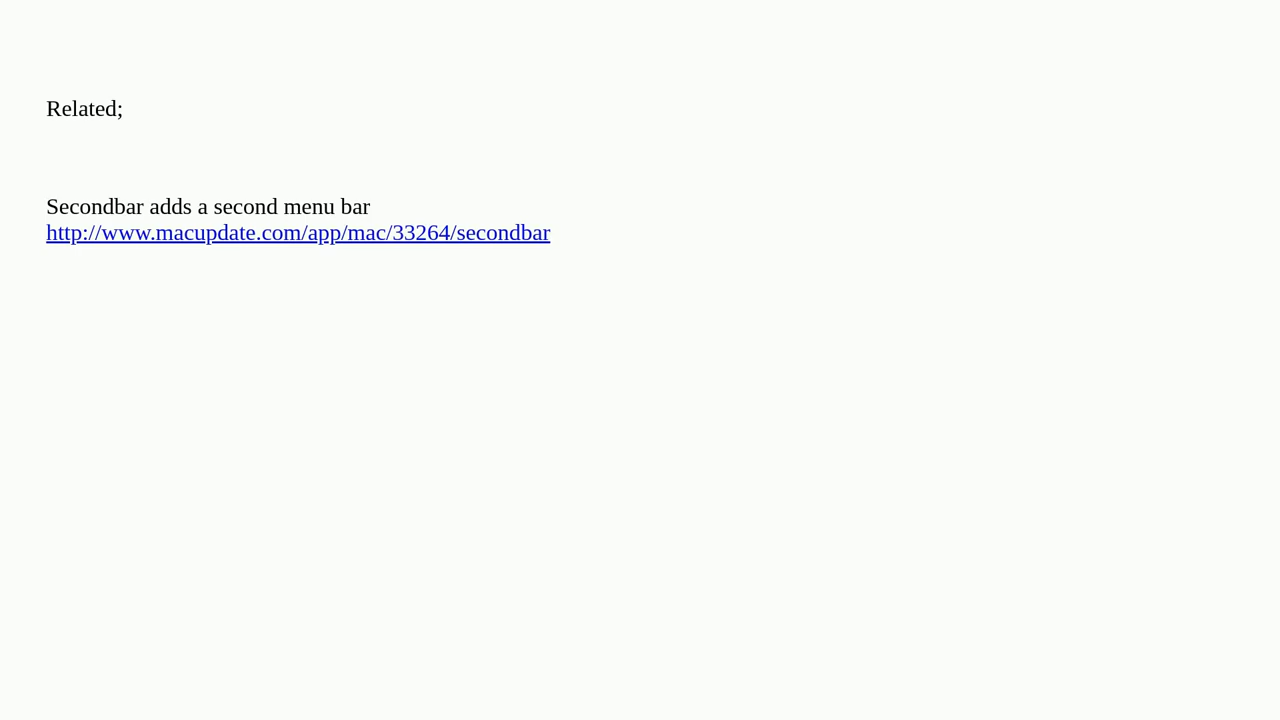 Related;
Secondbar adds a second menu bar
http://www.macupdate.com/app/mac/33264/secondbar